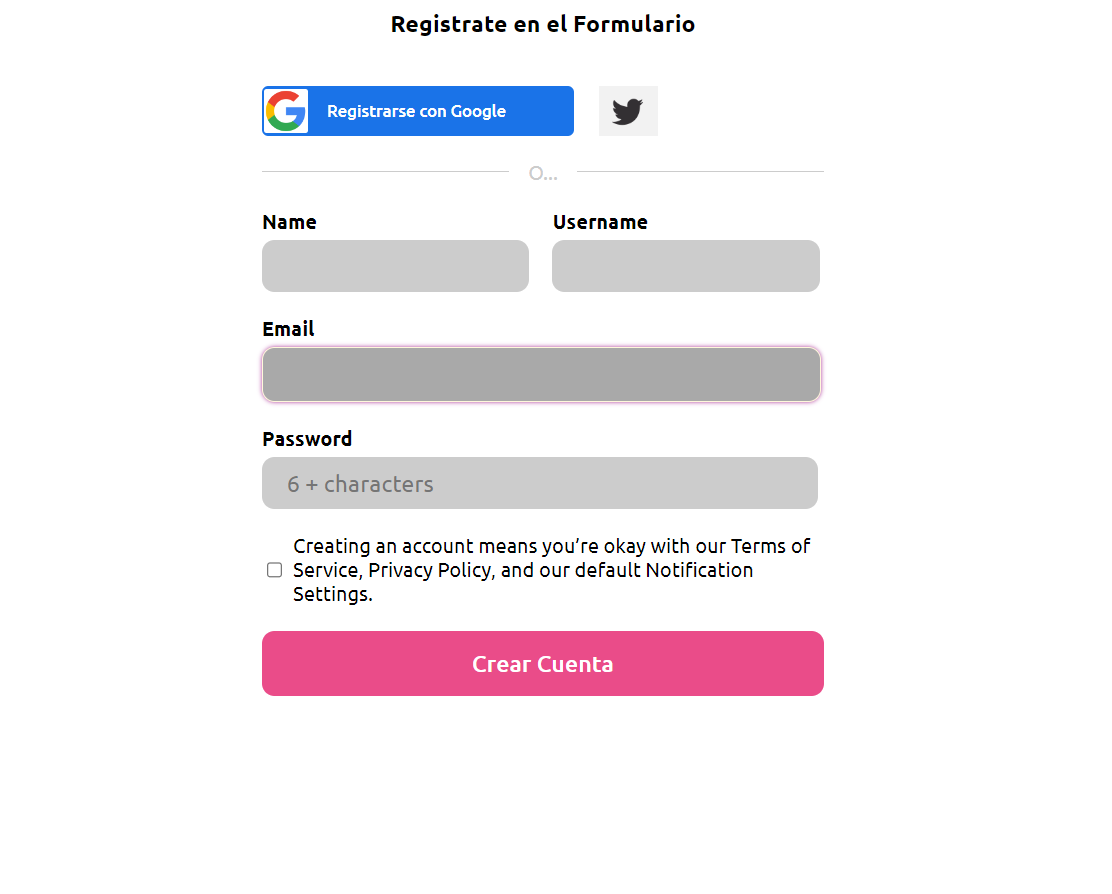 Registrate en el Formulario
Registrarse con Google
O...
Name
Username
Email
Password
6 + characters
Creating an account means you’re okay with our Terms of
Service, Privacy Policy, and our default Notification
Settings.
Crear Cuenta